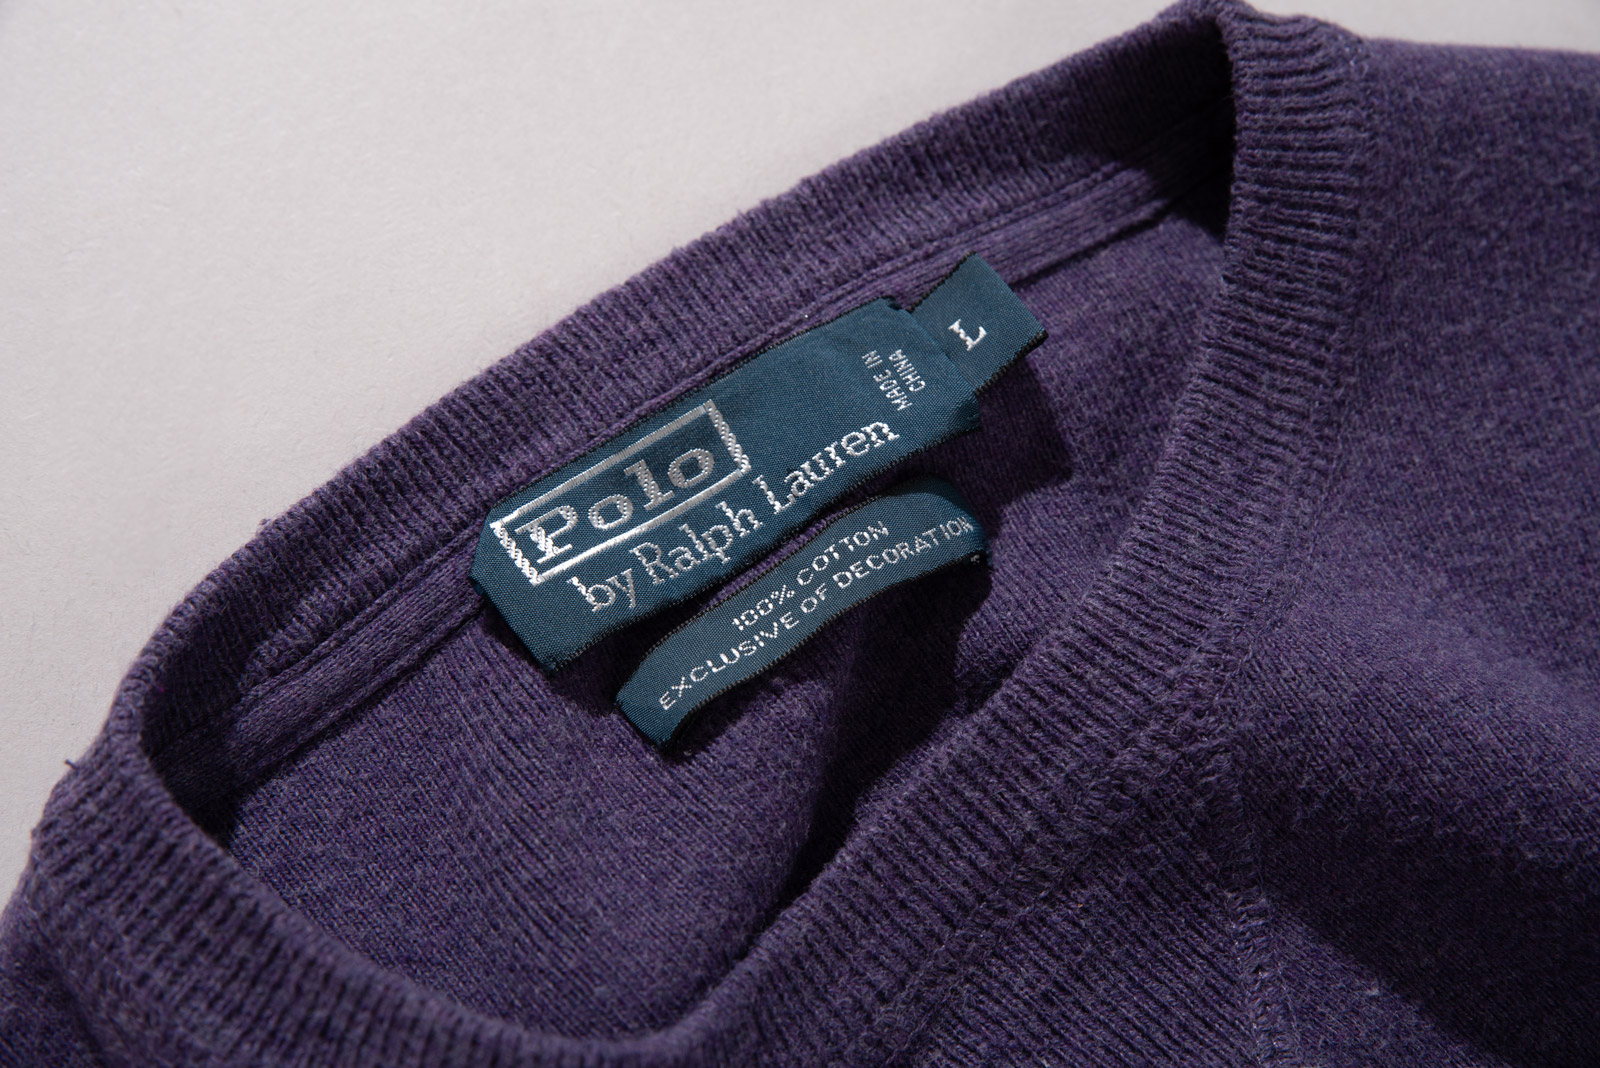 Polo
by Ralph Lauren
MADE IN
CHINA
L
100% COTTON
EXCLUSIVE OF DECORATION